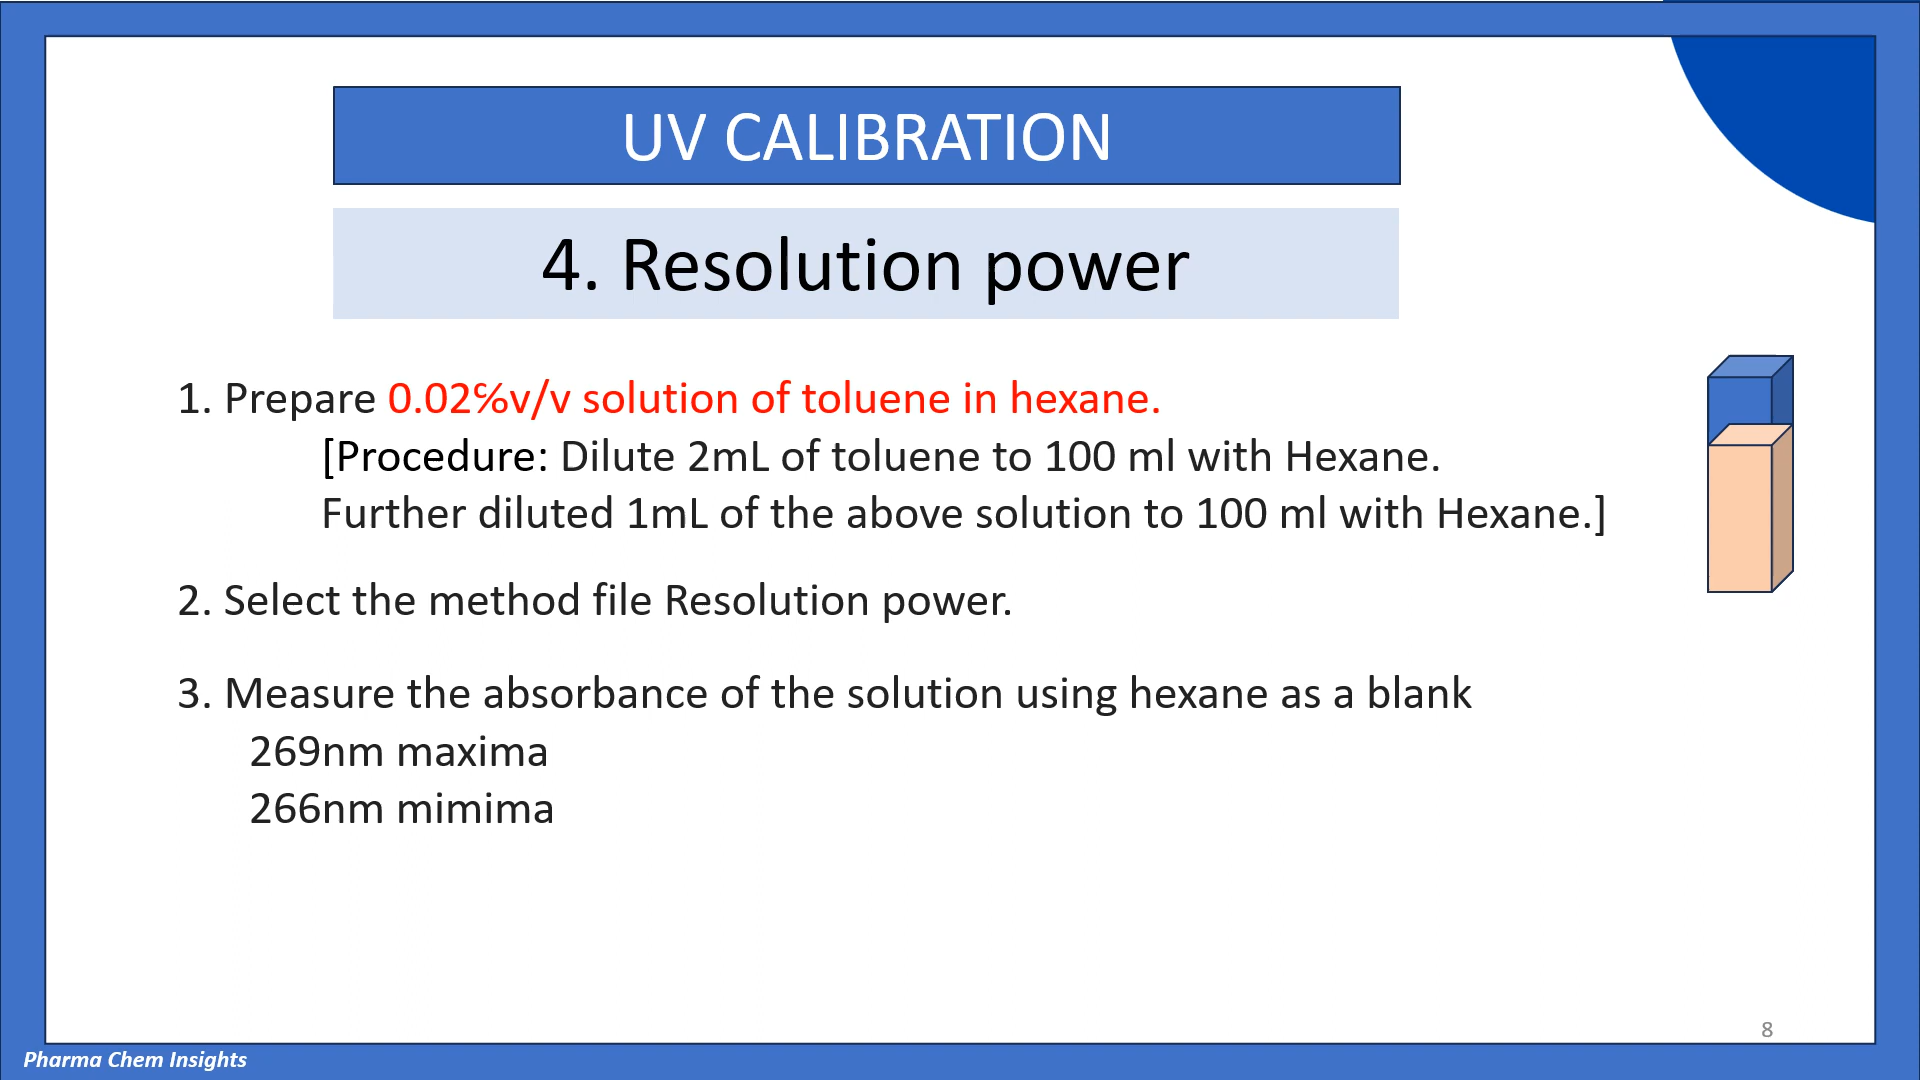 UV CALIBRATION
4. Resolution power
1. Prepare 0.02℅v/v solution of toluene in hexane.
[Procedure: Dilute 2mL of toluene to 100 ml with Hexane.
Further diluted 1mL of the above solution to 100 ml with Hexane.]
2. Select the method file Resolution power.
3. Measure the absorbance of the solution using hexane as a blank
269nm maxima
266nm mimima
8
Pharma Chem Insights